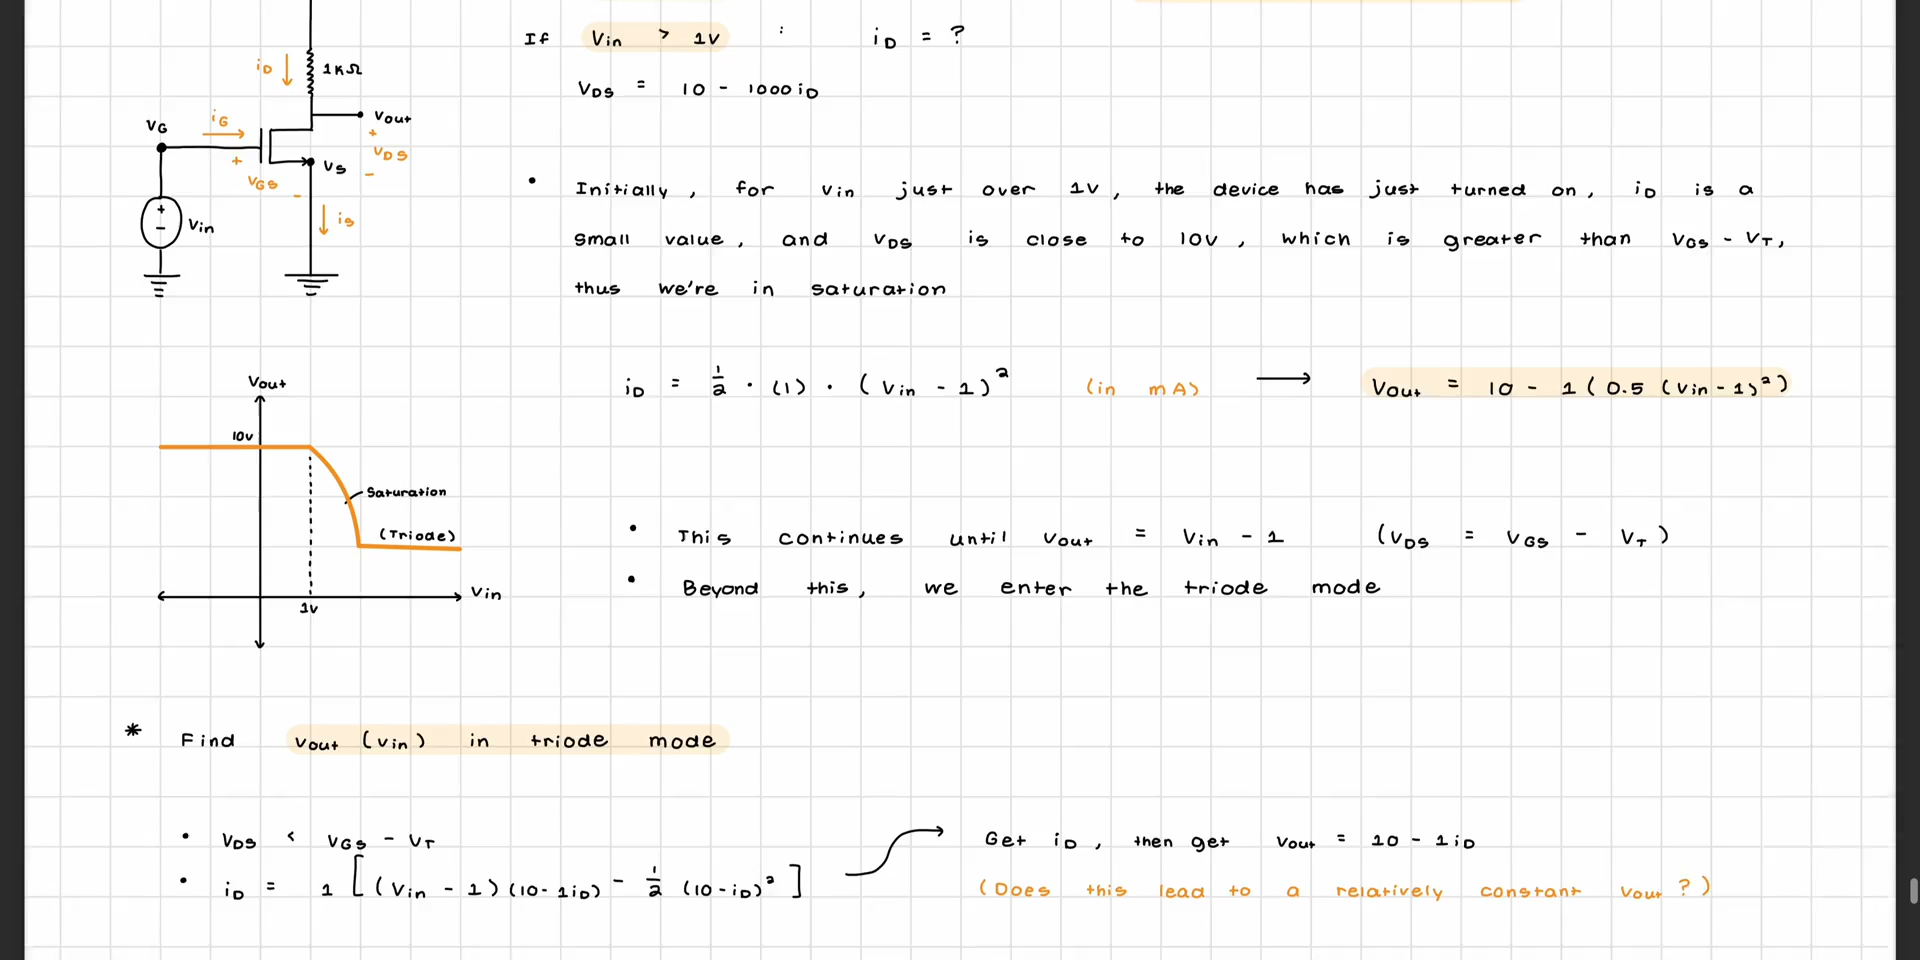 If Vin > 1V : iD = ?
VDS = 10 - 1000iD
iD
1KΩ
iG
VG
Vout
+
VDS
-
+
VGS
-
VS
iS
+
-
Vin
• Initially, for Vin just over 1V, the device has just turned on, iD is a
small value, and VDS is close to 10V, which is greater than VGS - VT,
thus we're in saturation
iD = 1/2 · (1) · (Vin - 1)² (in mA) → Vout = 10 - 1(0.5 (Vin - 1)²)
Vout
10V
Saturation
(Triode)
Vin
1V
• This continues until Vout = Vin - 1 (VDS = VGS - VT)
• Beyond this, we enter the triode mode
* Find Vout (Vin) in triode mode
• VDS < VGS - VT
• iD = 1 [(Vin - 1)(10 - 1iD) - 1/2 (10 - iD)²]
Get iD, then get Vout = 10 - 1iD
(Does this lead to a relatively constant Vout?)